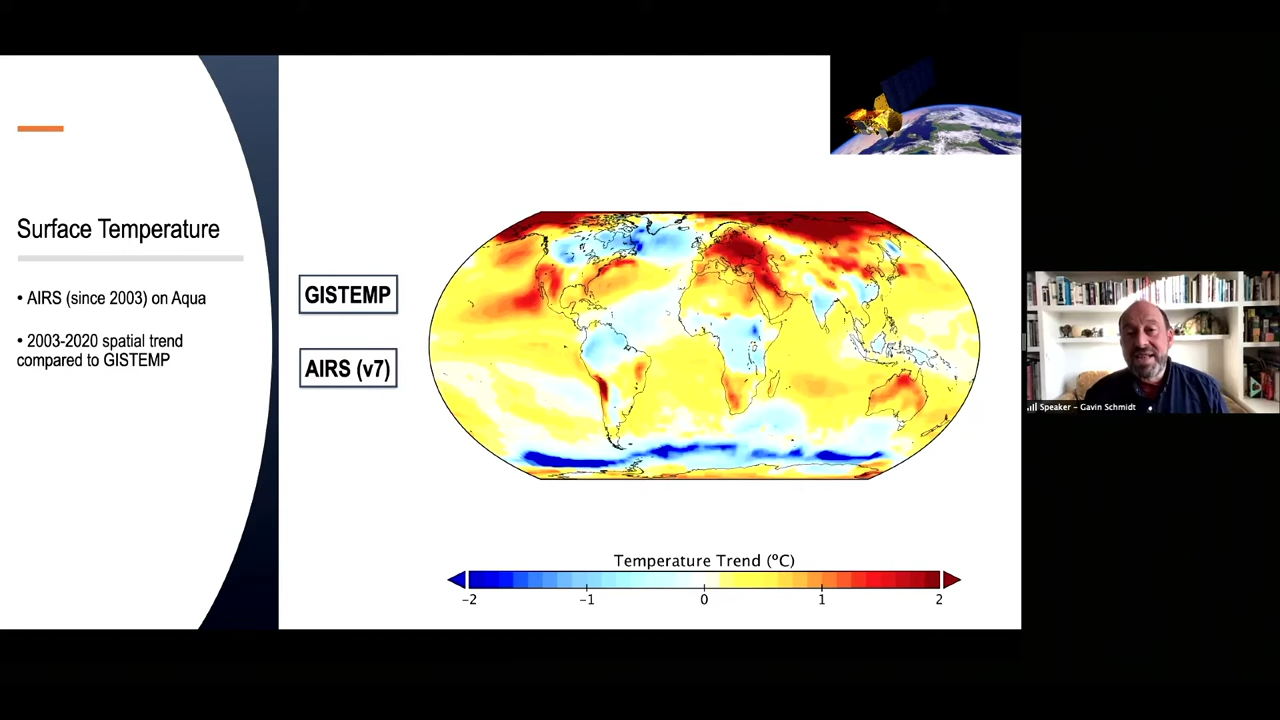 Surface Temperature
• AIRS (since 2003) on Aqua
• 2003-2020 spatial trend
compared to GISTEMP
GISTEMP
AIRS (v7)
Temperature Trend (ºC)
-2 -1 0 1 2
Speaker – Gavin Schmidt